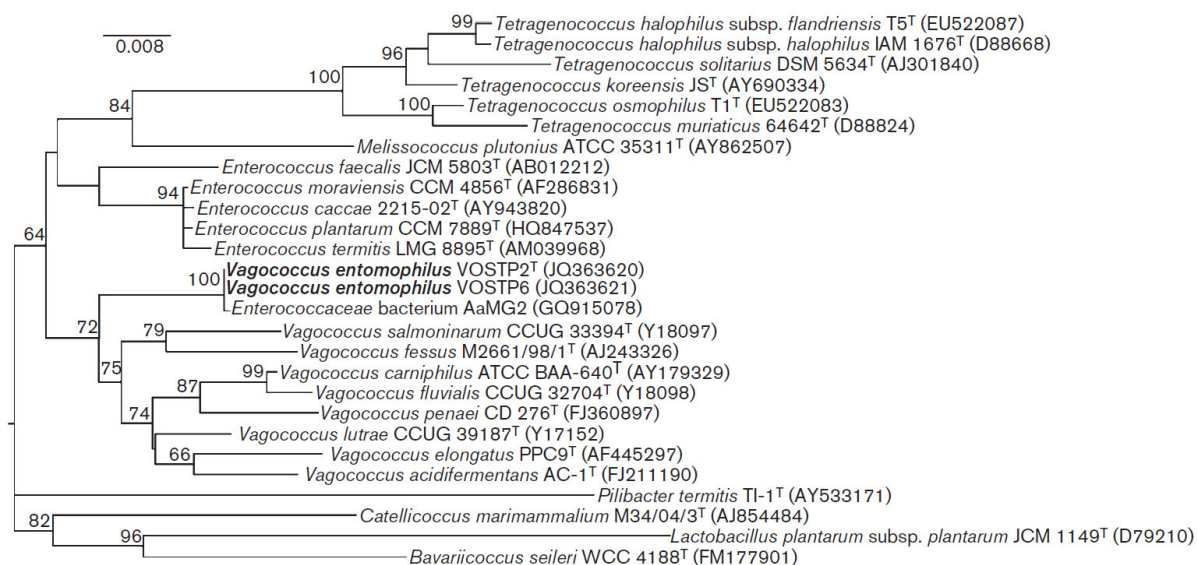 0.008
99
Tetragenococcus halophilus subsp. flandriensis T5ᵀ (EU522087)
Tetragenococcus halophilus subsp. halophilus IAM 1676ᵀ (D88668)
96
Tetragenococcus solitarius DSM 5634ᵀ (AJ301840)
100
Tetragenococcus koreensis JSᵀ (AY690334)
84
100
Tetragenococcus osmophilus T1ᵀ (EU522083)
Tetragenococcus muriaticus 64642ᵀ (D88824)
Melissococcus plutonius ATCC 35311ᵀ (AY862507)
Enterococcus faecalis JCM 5803ᵀ (AB012212)
94
Enterococcus moraviensis CCM 4856ᵀ (AF286831)
Enterococcus caccae 2215-02ᵀ (AY943820)
Enterococcus plantarum CCM 7889ᵀ (HQ847537)
64
Enterococcus termitis LMG 8895ᵀ (AM039968)
Vagococcus entomophilus VOSTP2ᵀ (JQ363620)
100
Vagococcus entomophilus VOSTP6 (JQ363621)
Enterococcaceae bacterium AaMG2 (GQ915078)
72
79
Vagococcus salmoninarum CCUG 33394ᵀ (Y18097)
Vagococcus fessus M2661/98/1ᵀ (AJ243326)
75
99
Vagococcus carniphilus ATCC BAA-640ᵀ (AY179329)
87
Vagococcus fluvialis CCUG 32704ᵀ (Y18098)
74
Vagococcus penaei CD 276ᵀ (FJ360897)
Vagococcus lutrae CCUG 39187ᵀ (Y17152)
66
Vagococcus elongatus PPC9ᵀ (AF445297)
Vagococcus acidifermentans AC-1ᵀ (FJ211190)
Pilibacter termitis TI-1ᵀ (AY533171)
82
Catellicoccus marimammalium M34/04/3ᵀ (AJ854484)
96
Lactobacillus plantarum subsp. plantarum JCM 1149ᵀ (D79210)
Bavariicoccus seileri WCC 4188ᵀ (FM177901)